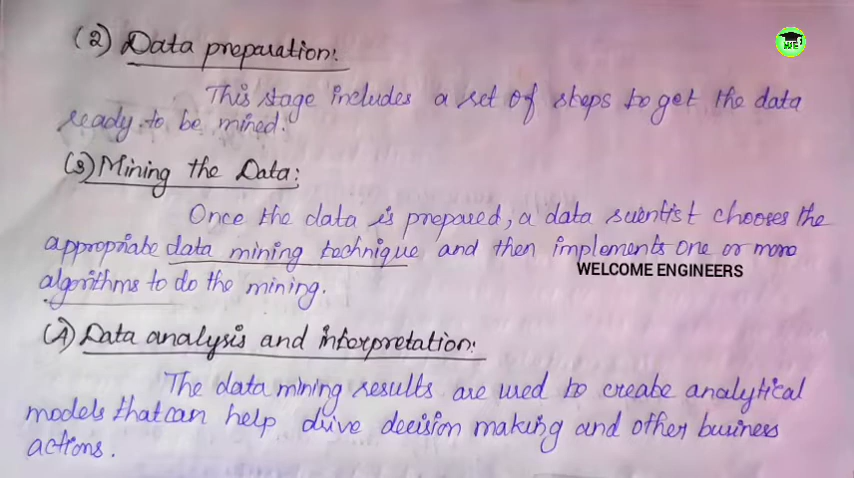 (2) Data preparation:
This stage includes a set of steps to get the data
ready to be mined.
(3) Mining the Data:
Once the data is prepared, a data scientist chooses the
appropriate data mining technique and then implements one or more
WELCOME ENGINEERS
algorithms to do the mining.
(4) Data analysis and interpretation:
The data mining results are used to create analytical
models that can help drive decision making and other business
actions.